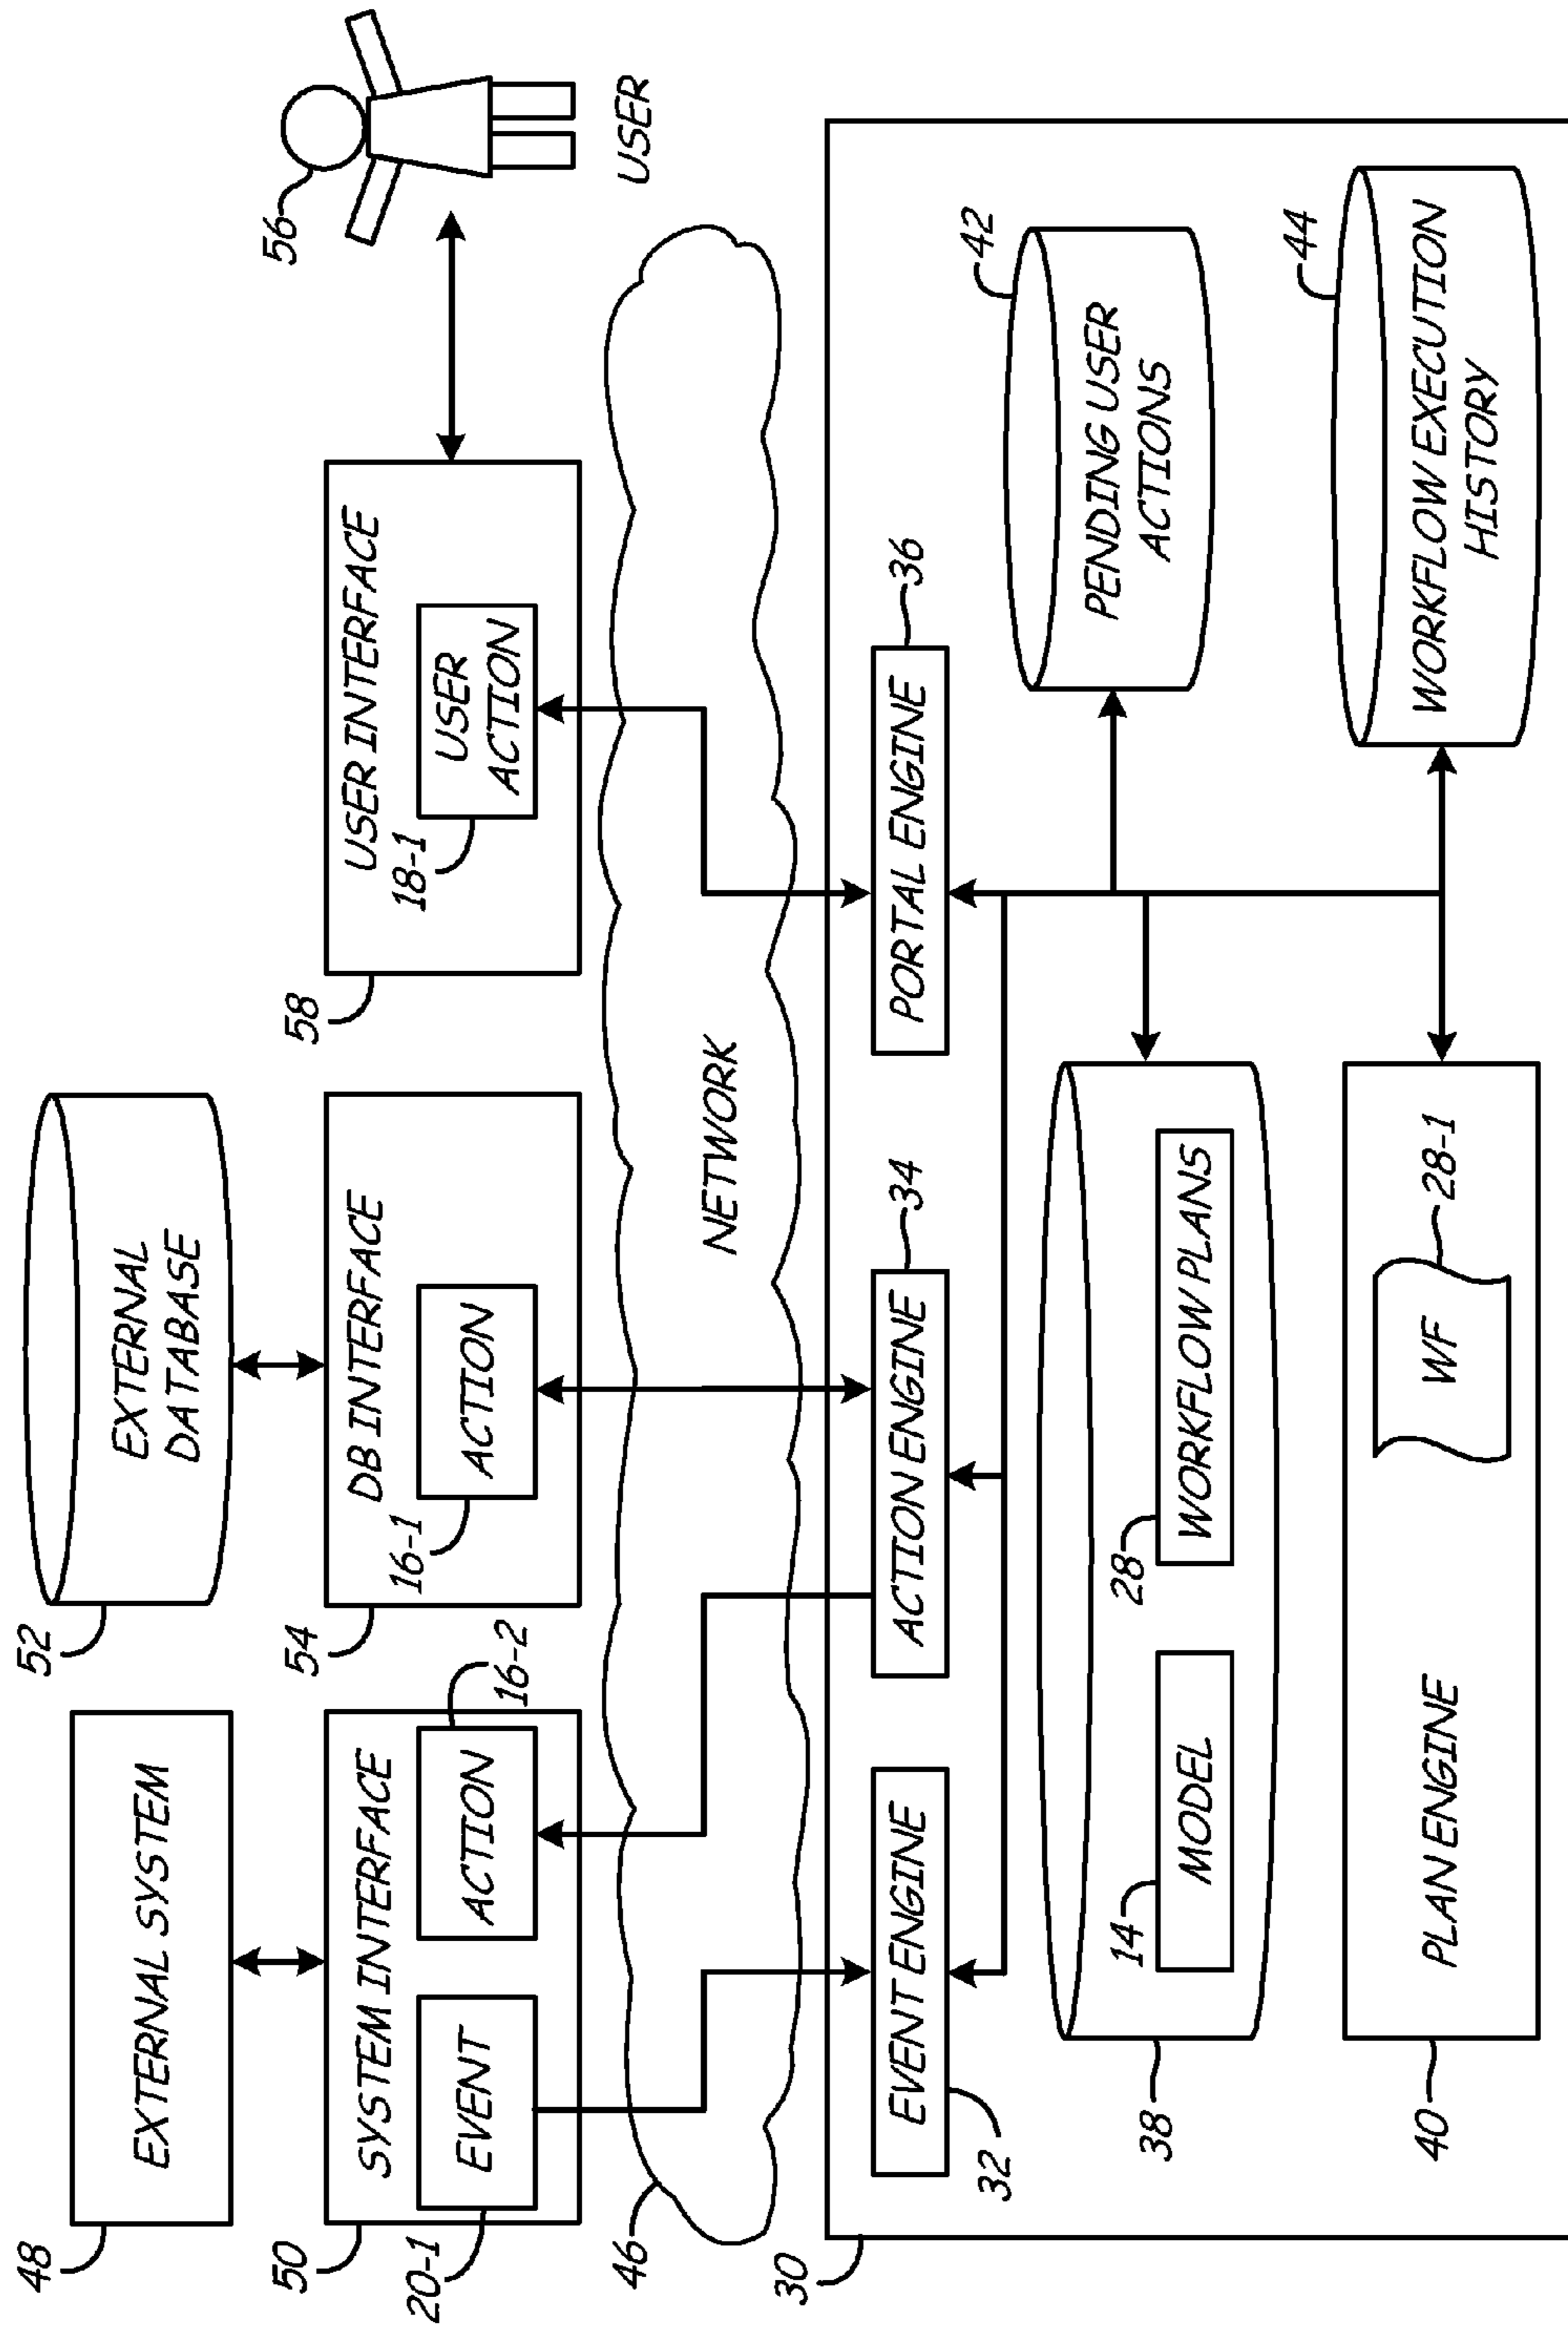 48
EXTERNAL SYSTEM
52
EXTERNAL
DATABASE
56
USER
50
SYSTEM INTERFACE
20-1
EVENT
ACTION
16-2
54
DB INTERFACE
16-1
ACTION
58
USER INTERFACE
18-1
USER
ACTION
46
NETWORK
30
EVENT ENGINE
32
ACTION ENGINE
34
PORTAL ENGINE
36
38
14
MODEL
28
WORKFLOW PLANS
42
PENDING USER
ACTIONS
40
PLAN ENGINE
WF
28-1
44
WORKFLOW EXECUTION
HISTORY